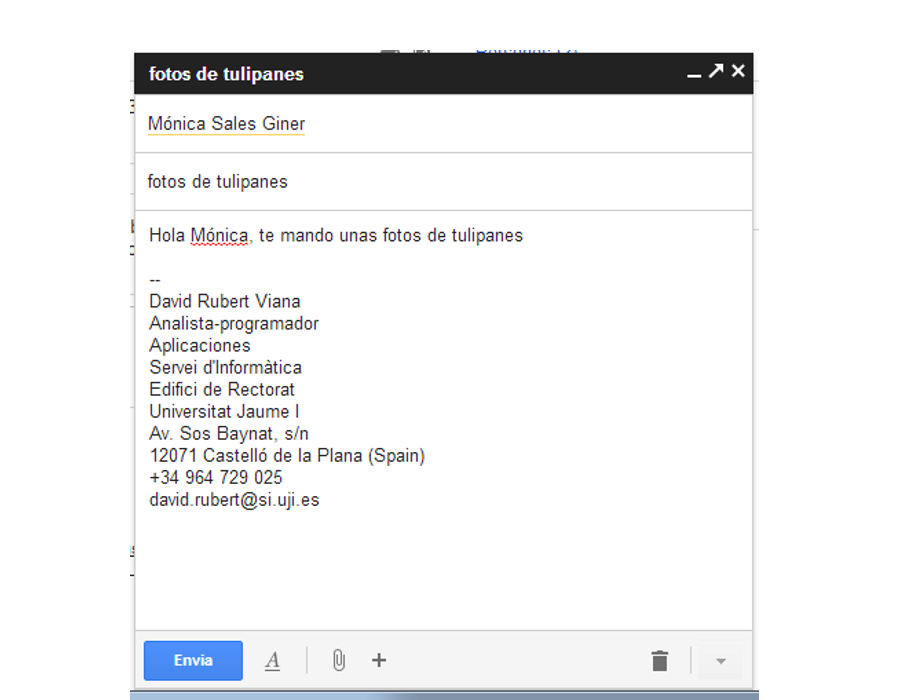 fotos de tulipanes
Mónica Sales Giner
fotos de tulipanes
Hola Mónica, te mando unas fotos de tulipanes
--
David Rubert Viana
Analista-programador
Aplicaciones
Servei d'Informàtica
Edifici de Rectorat
Universitat Jaume I
Av. Sos Baynat, s/n
12071 Castelló de la Plana (Spain)
+34 964 729 025
david.rubert@si.uji.es
Envia